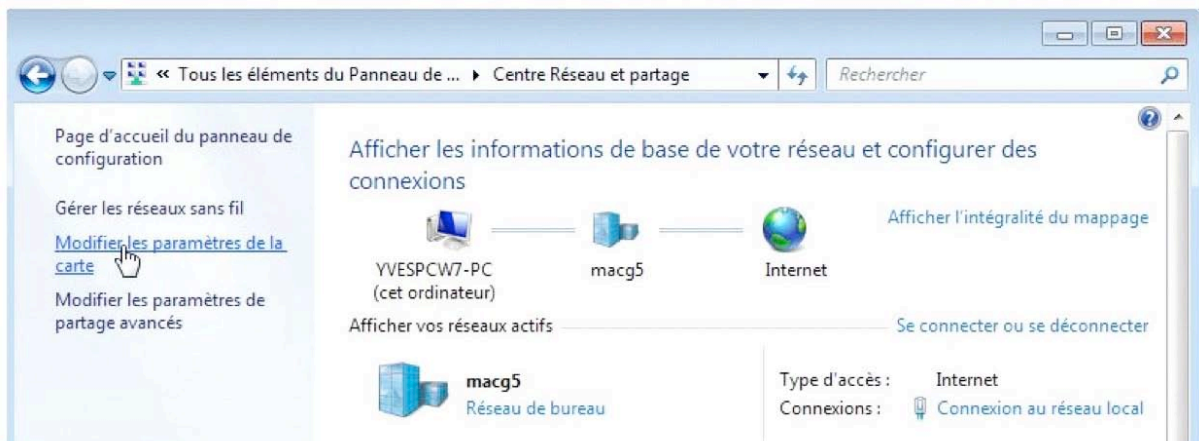 « Tous les éléments du Panneau de ... Centre Réseau et partage
Rechercher
Page d'accueil du panneau de
configuration
Gérer les réseaux sans fil
Modifier les paramètres de la
carte
Modifier les paramètres de
partage avancés
Afficher les informations de base de votre réseau et configurer des
connexions
Afficher l'intégralité du mappage
YVESPCW7-PC
(cet ordinateur)
macg5
Internet
Afficher vos réseaux actifs
Se connecter ou se déconnecter
macg5
Réseau de bureau
Type d'accès : Internet
Connexions : Connexion au réseau local